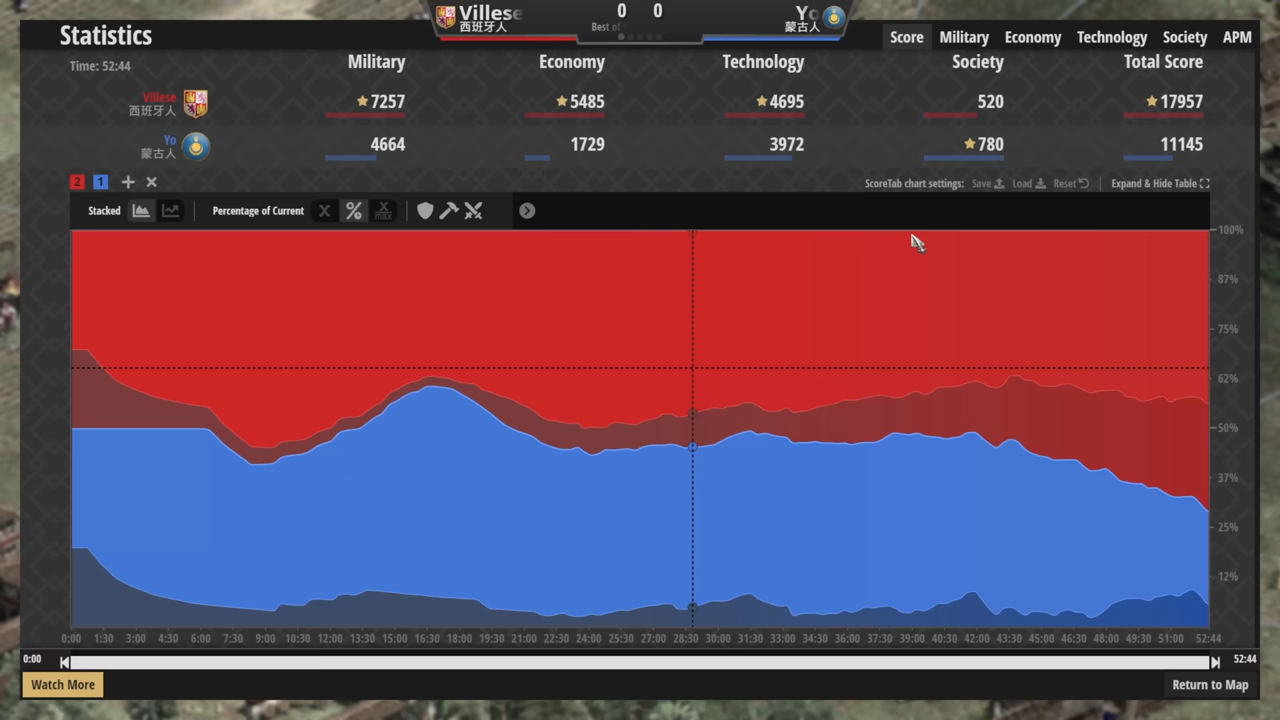 Villese 0 0 Yo
西班牙人 Best of 蒙古人
Statistics
Score Military Economy Technology Society APM
Time: 52:44
Military Economy Technology Society Total Score
Villese
西班牙人
7257 5485 4695 520 17957
Yo
蒙古人
4664 1729 3972 780 11145
2 1
ScoreTab chart settings: Save Load Reset Expand & Hide Table
Stacked Percentage of Current X % X max
100%
87%
75%
62%
50%
37%
25%
12%
0:00 1:30 3:00 4:30 6:00 7:30 9:00 10:30 12:00 13:30 15:00 16:30 18:00 19:30 21:00 22:30 24:00 25:30 27:00 28:30 30:00 31:30 33:00 34:30 36:00 37:30 39:00 40:30 42:00 43:30 45:00 46:30 48:00 49:30 51:00 52:44
0:00 52:44
Watch More Return to Map